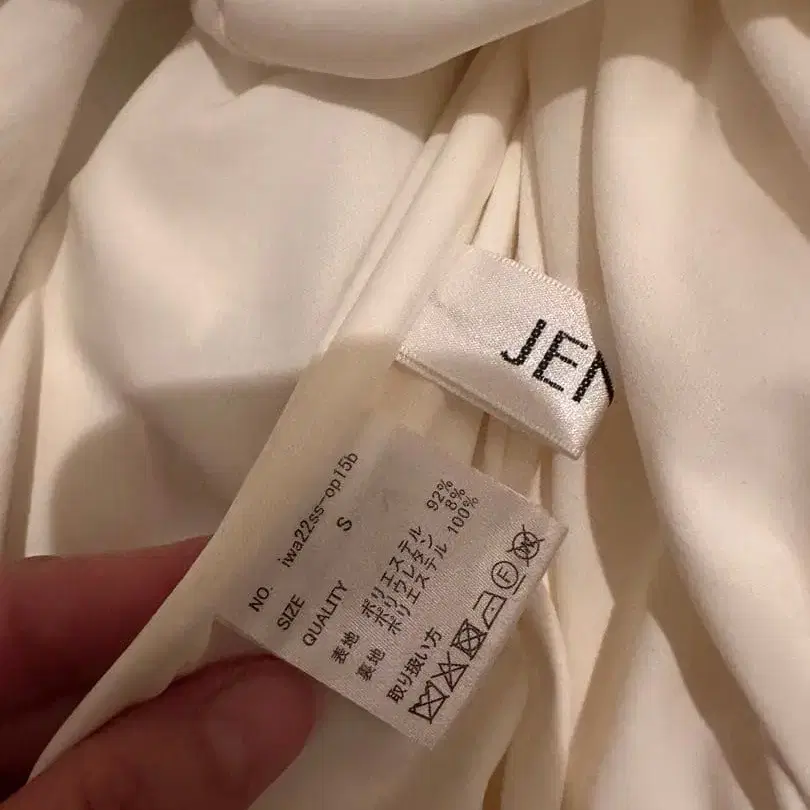 JEN
NO. iwa22ss-op15b
SIZE S
QUALITY
表地 ポリエステル 92%
ポリウレタン 8%
裏地 ポリエステル 100%
取り扱い方